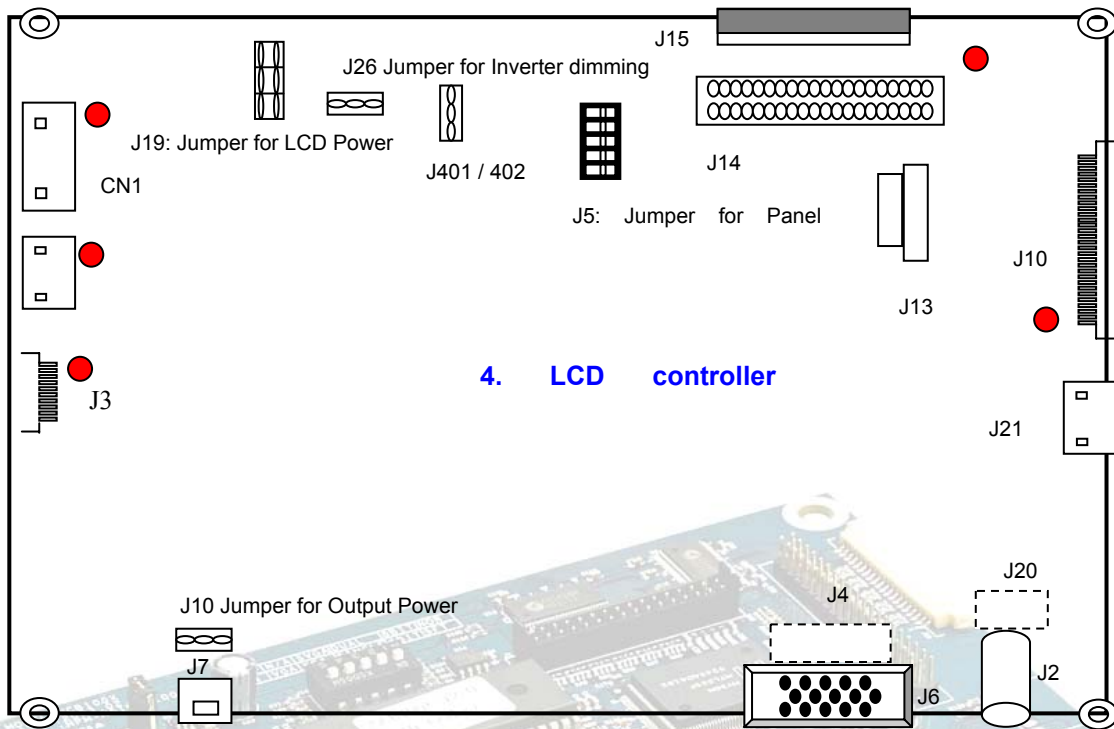 J15
J26 Jumper for Inverter dimming
J19: Jumper for LCD Power
J401 / 402
J14
CN1
J5: Jumper for Panel
J10
J13
4. LCD controller
J3
J21
J20
J4
J10 Jumper for Output Power
J7
J2
J6